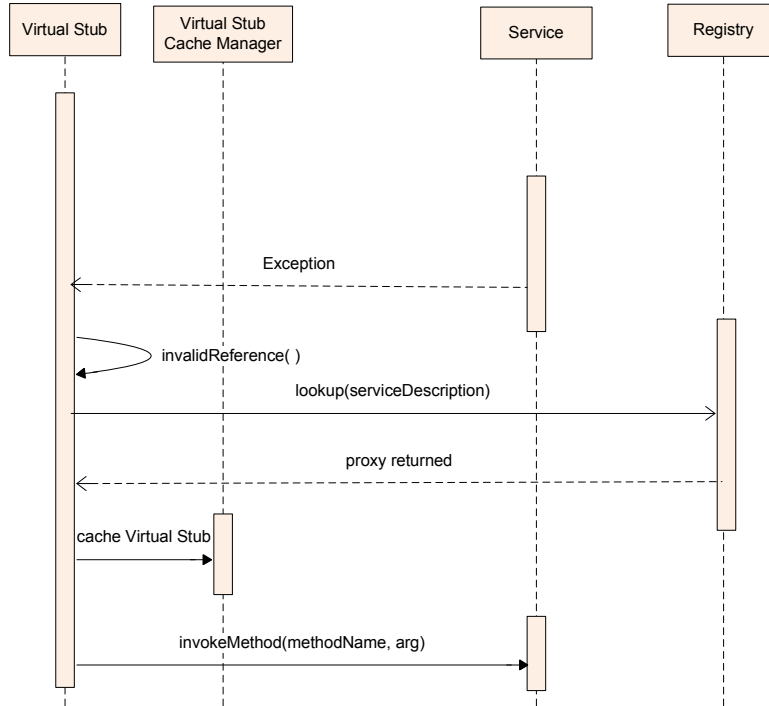 Virtual Stub
Virtual Stub
Cache Manager
Service
Registry
Exception
invalidReference( )
lookup(serviceDescription)
proxy returned
cache Virtual Stub
invokeMethod(methodName, arg)